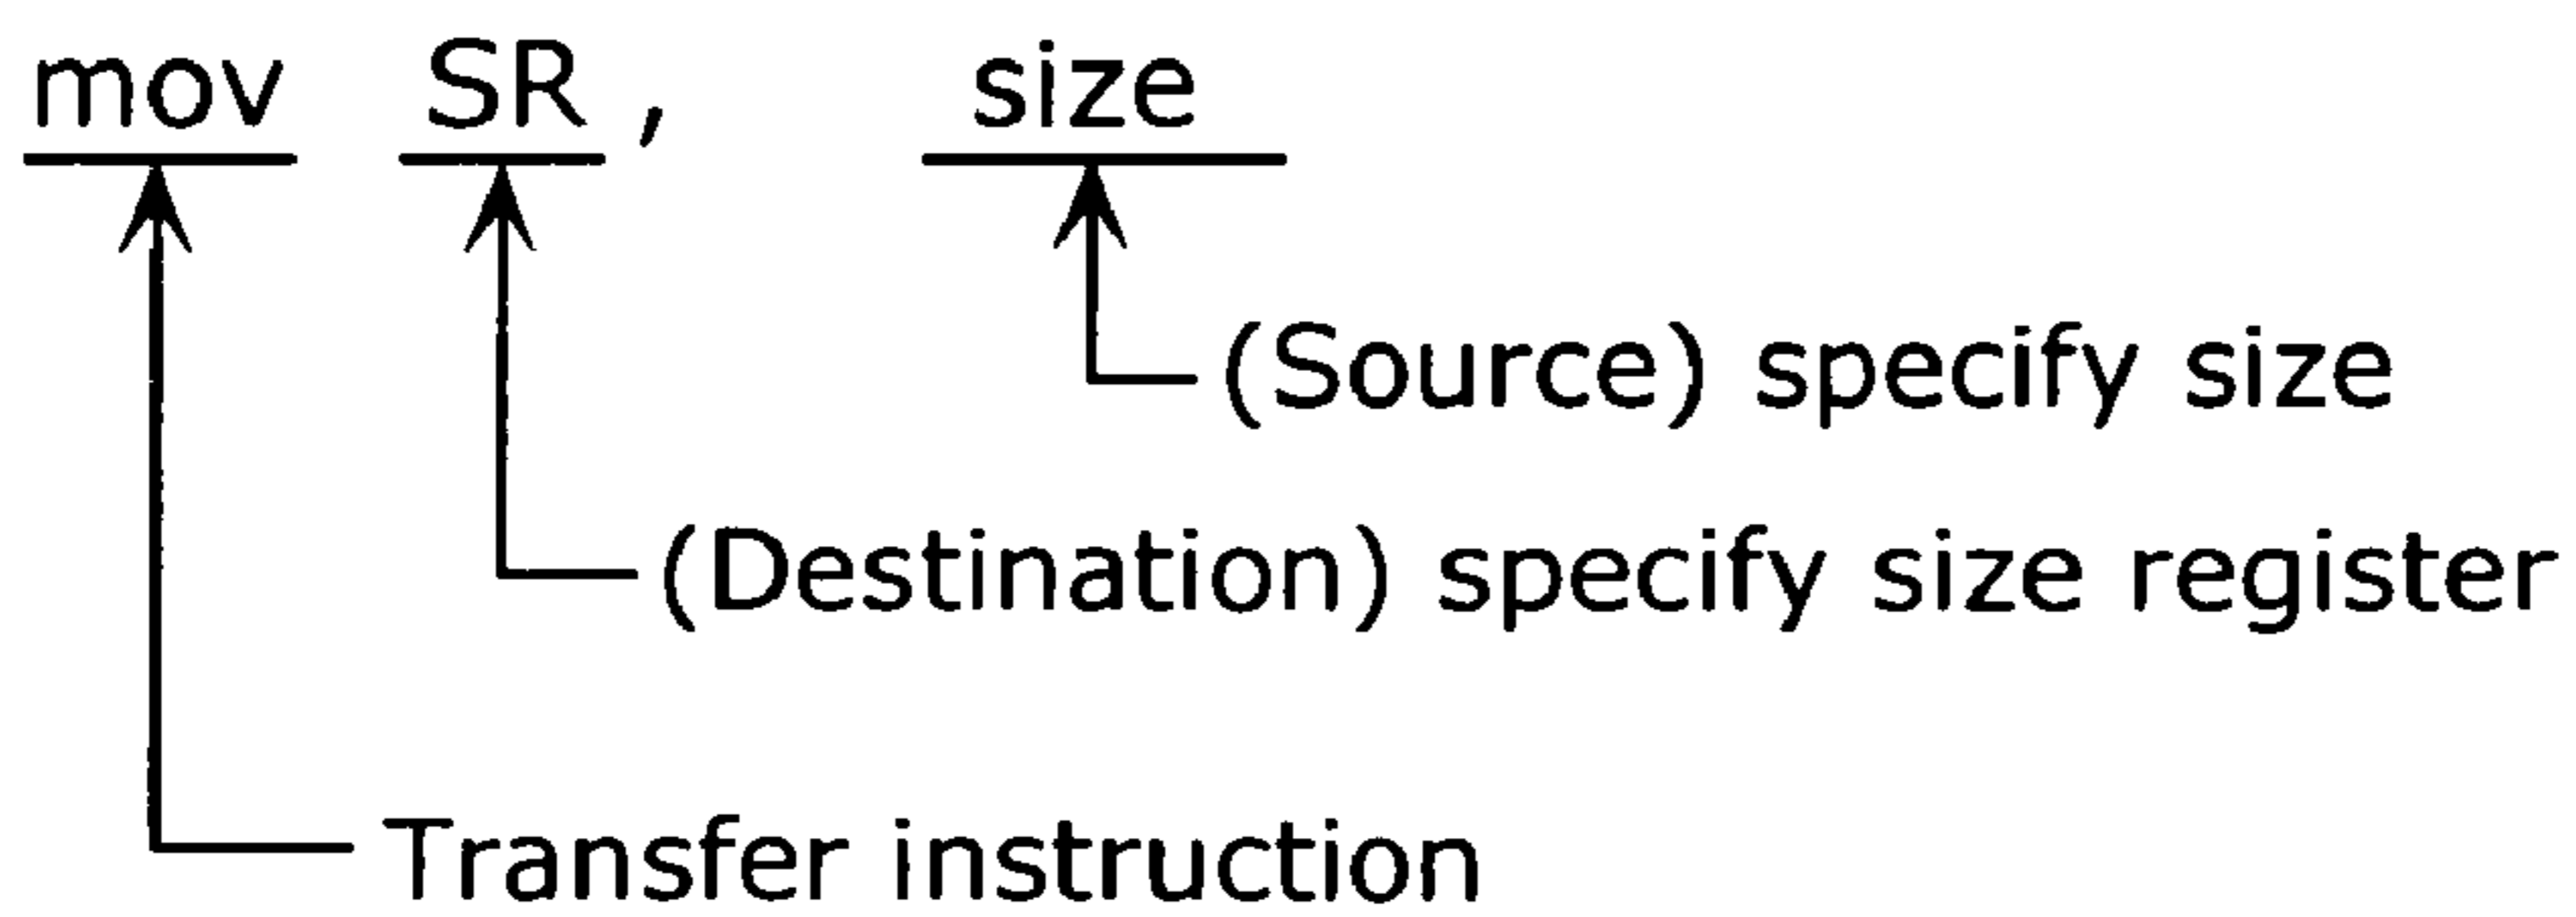 mov SR , size
(Source) specify size
(Destination) specify size register
Transfer instruction